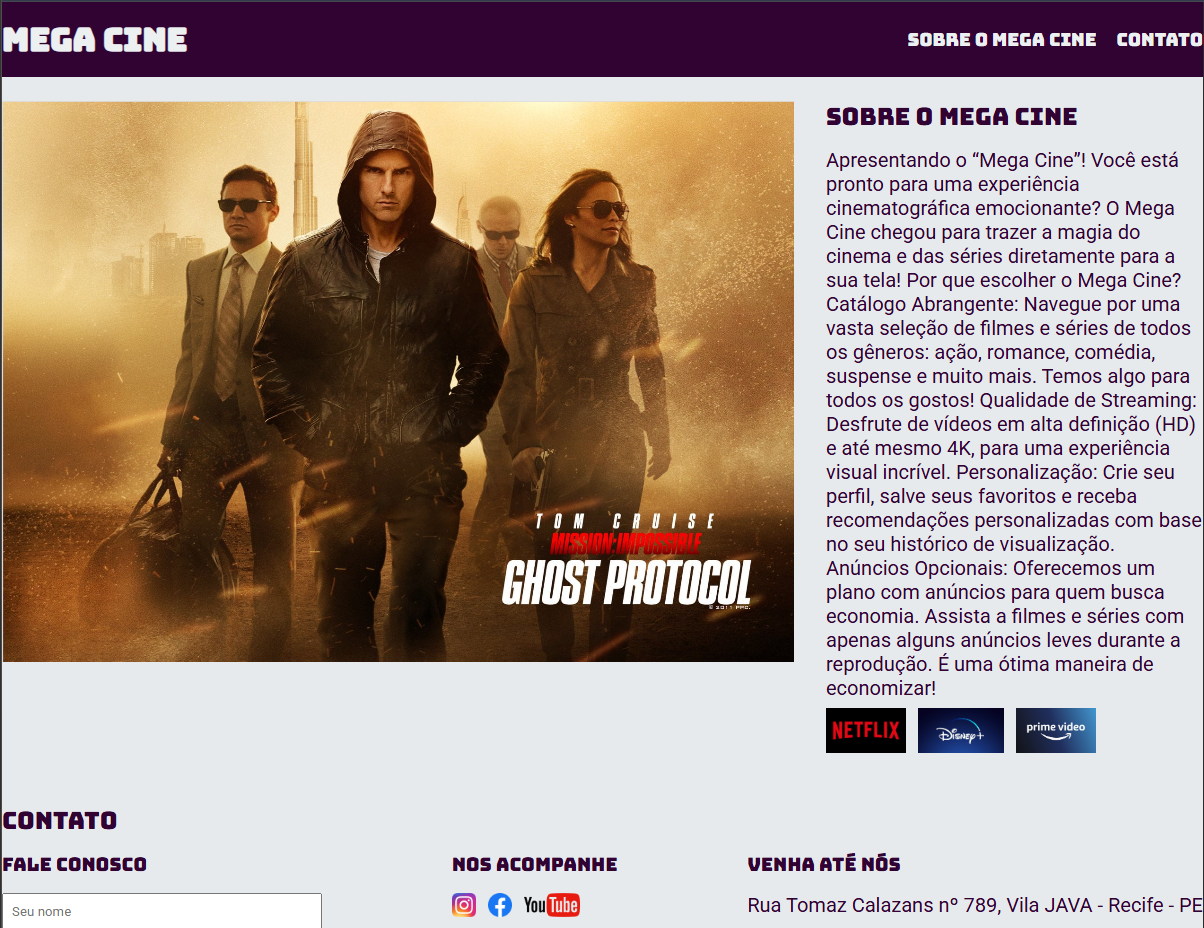 MEGA CINE
SOBRE O MEGA CINE CONTATO
TOM CRUISE
MISSION: IMPOSSIBLE
GHOST PROTOCOL
© 2011 PPC.
SOBRE O MEGA CINE
Apresentando o “Mega Cine”! Você está
pronto para uma experiência
cinematográfica emocionante? O Mega
Cine chegou para trazer a magia do
cinema e das séries diretamente para a
sua tela! Por que escolher o Mega Cine?
Catálogo Abrangente: Navegue por uma
vasta seleção de filmes e séries de todos
os gêneros: ação, romance, comédia,
suspense e muito mais. Temos algo para
todos os gostos! Qualidade de Streaming:
Desfrute de vídeos em alta definição (HD)
e até mesmo 4K, para uma experiência
visual incrível. Personalização: Crie seu
perfil, salve seus favoritos e receba
recomendações personalizadas com base
no seu histórico de visualização.
Anúncios Opcionais: Oferecemos um
plano com anúncios para quem busca
economia. Assista a filmes e séries com
apenas alguns anúncios leves durante a
reprodução. É uma ótima maneira de
economizar!
NETFLIX
Disney+
prime video
CONTATO
FALE CONOSCO
Seu nome
NOS ACOMPANHE
YouTube
VENHA ATÉ NÓS
Rua Tomaz Calazans nº 789, Vila JAVA - Recife - PE